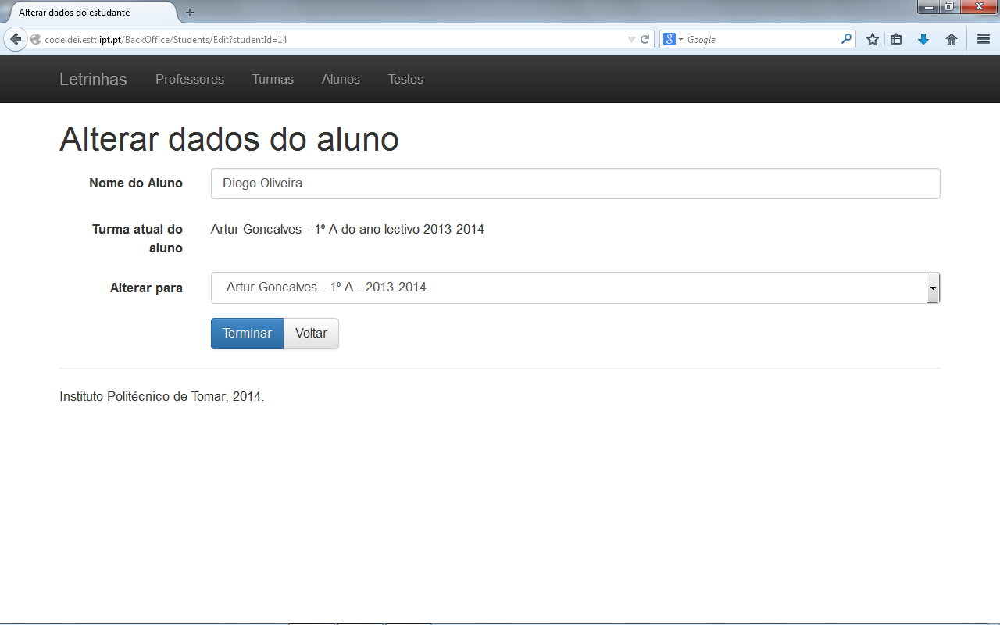 Alterar dados do estudante
code.dei.estt.ipt.pt/BackOffice/Students/Edit?studentId=14
Google
Letrinhas Professores Turmas Alunos Testes
Alterar dados do aluno
Nome do Aluno Diogo Oliveira
Turma atual do Artur Goncalves - 1º A do ano lectivo 2013-2014
aluno
Alterar para Artur Goncalves - 1º A - 2013-2014
Terminar Voltar
Instituto Politécnico de Tomar, 2014.